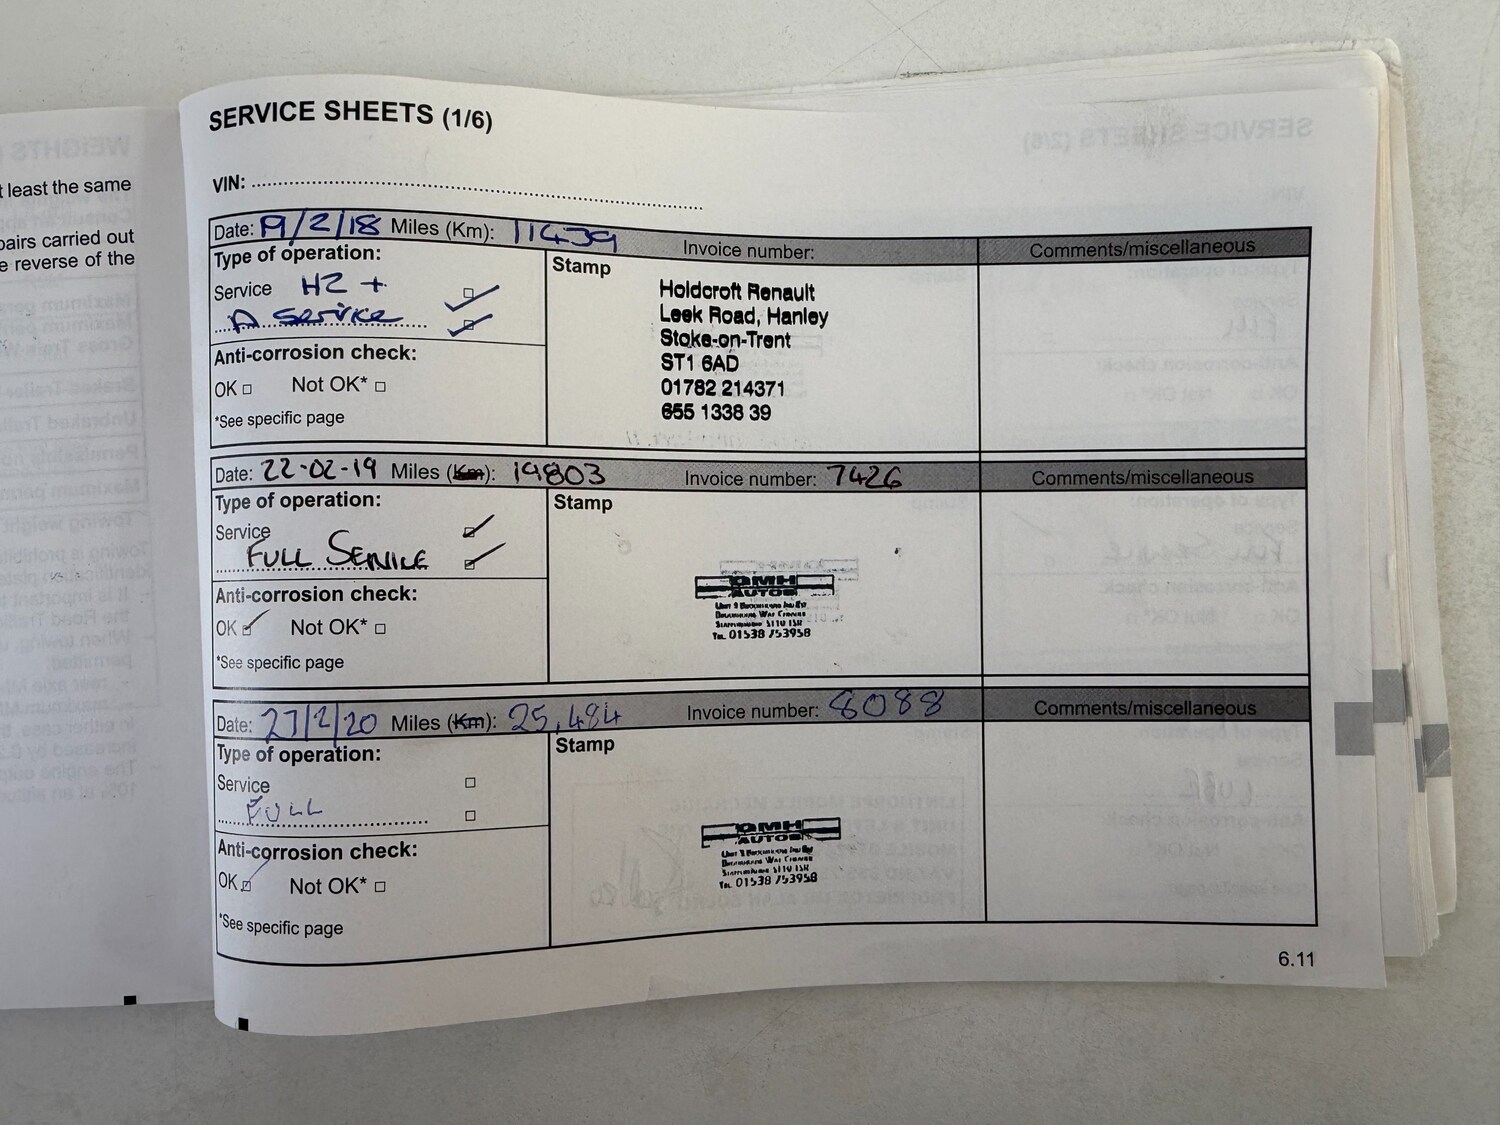 t least the same
pairs carried out
e reverse of the
SERVICE SHEETS (1/6)
VIN:
Date: 19/2/18 Miles (Km): 11439 Invoice number: Comments/miscellaneous
Type of operation:
Service HZ +
A service
Anti-corrosion check:
OK Not OK*
*See specific page
Stamp
Holdcroft Renault
Leek Road, Hanley
Stoke-on-Trent
ST1 6AD
01782 214371
655 1338 39
Date: 22-02-19 Miles (Km): 19803 Invoice number: 7426 Comments/miscellaneous
Type of operation:
Service
FULL SERVICE
Anti-corrosion check:
OK Not OK*
*See specific page
Stamp
AUTOS
Tel 01538 753958
Date: 27/2/20 Miles (Km): 25,484 Invoice number: 8088 Comments/miscellaneous
Type of operation:
Service
FULL
Anti-corrosion check:
OK Not OK*
*See specific page
Stamp
AUTOS
Tel 01538 753958
6.11